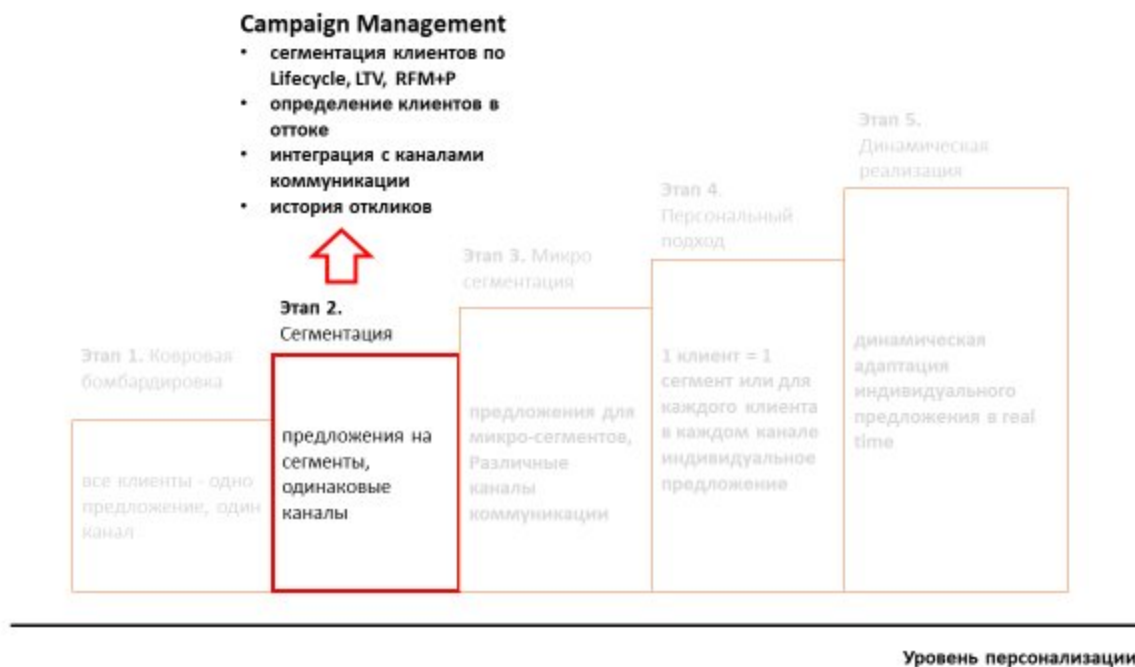 Campaign Management
• сегментация клиентов по
Lifecycle, LTV, RFM+P
• определение клиентов в
оттоке
• интеграция с каналами
коммуникации
• история откликов
Этап 1. Ковровая
бомбардировка
все клиенты - одно
предложение, один
канал
Этап 2.
Сегментация
предложения на
сегменты,
одинаковые
каналы
Этап 3. Микро
сегментация
предложения для
микро-сегментов,
Различные
каналы
коммуникации
Этап 4.
Персональный
подход
1 клиент = 1
сегмент или для
каждого клиента
в каждом канале
индивидуальное
предложение
Этап 5.
Динамическая
реализация
динамическая
адаптация
индивидуального
предложения в real
time
Уровень персонализации